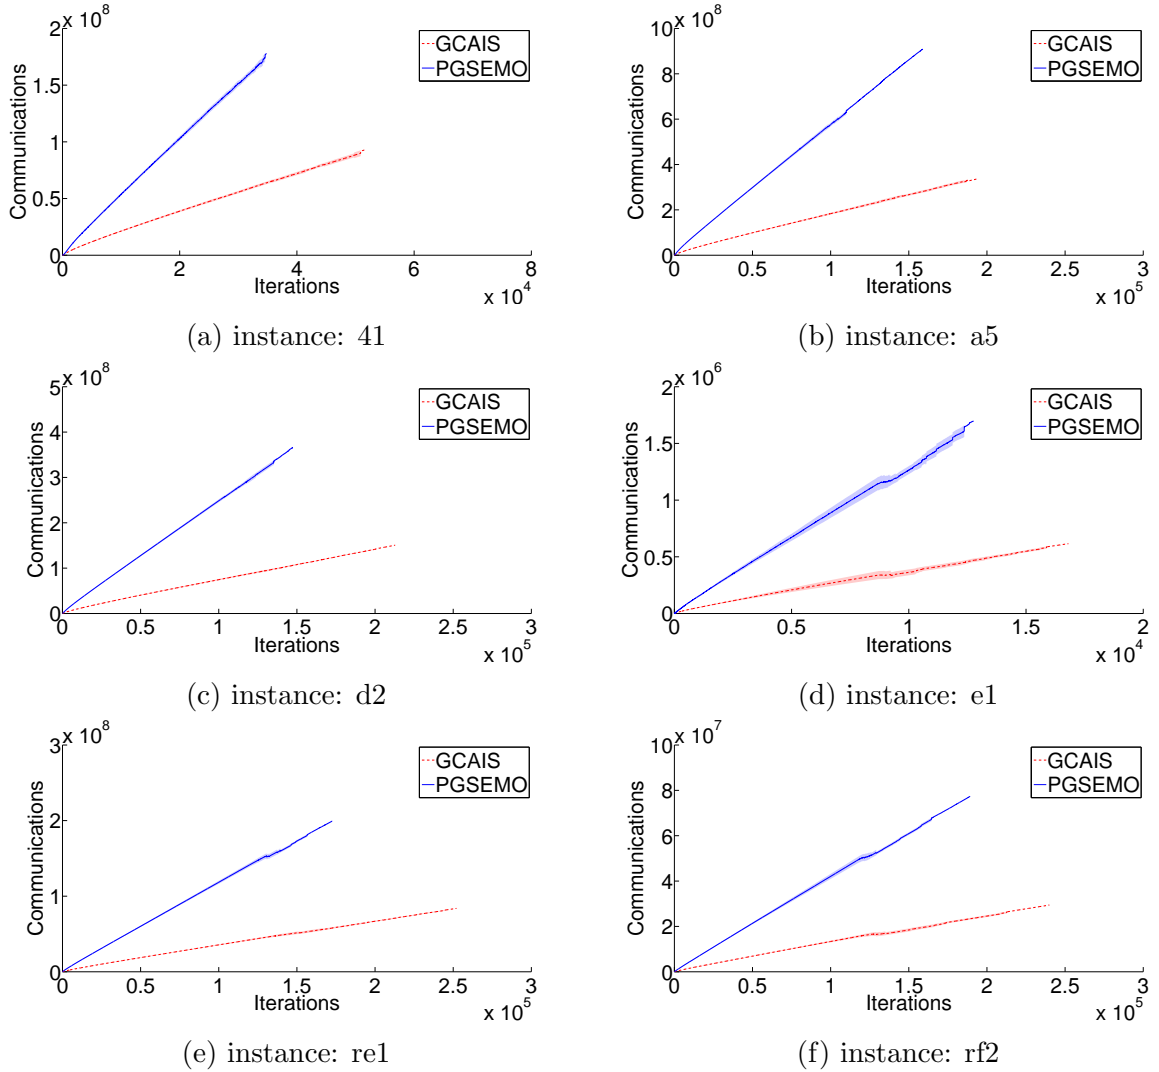 x 10^8
2
1.5
1
0.5
0
Communications
GCAIS
PGSEMO
0 2 4 6 8
Iterations
x 10^4
(a) instance: 41
x 10^8
10
8
6
4
2
0
Communications
GCAIS
PGSEMO
0 0.5 1 1.5 2 2.5 3
Iterations
x 10^5
(b) instance: a5
x 10^8
5
4
3
2
1
0
Communications
GCAIS
PGSEMO
0 0.5 1 1.5 2 2.5 3
Iterations
x 10^5
(c) instance: d2
x 10^6
2
1.5
1
0.5
0
Communications
GCAIS
PGSEMO
0 0.5 1 1.5 2
Iterations
x 10^4
(d) instance: e1
x 10^8
3
2
1
0
Communications
GCAIS
PGSEMO
0 0.5 1 1.5 2 2.5 3
Iterations
x 10^5
(e) instance: re1
x 10^7
10
8
6
4
2
0
Communications
GCAIS
PGSEMO
0 0.5 1 1.5 2 2.5 3
Iterations
x 10^5
(f) instance: rf2